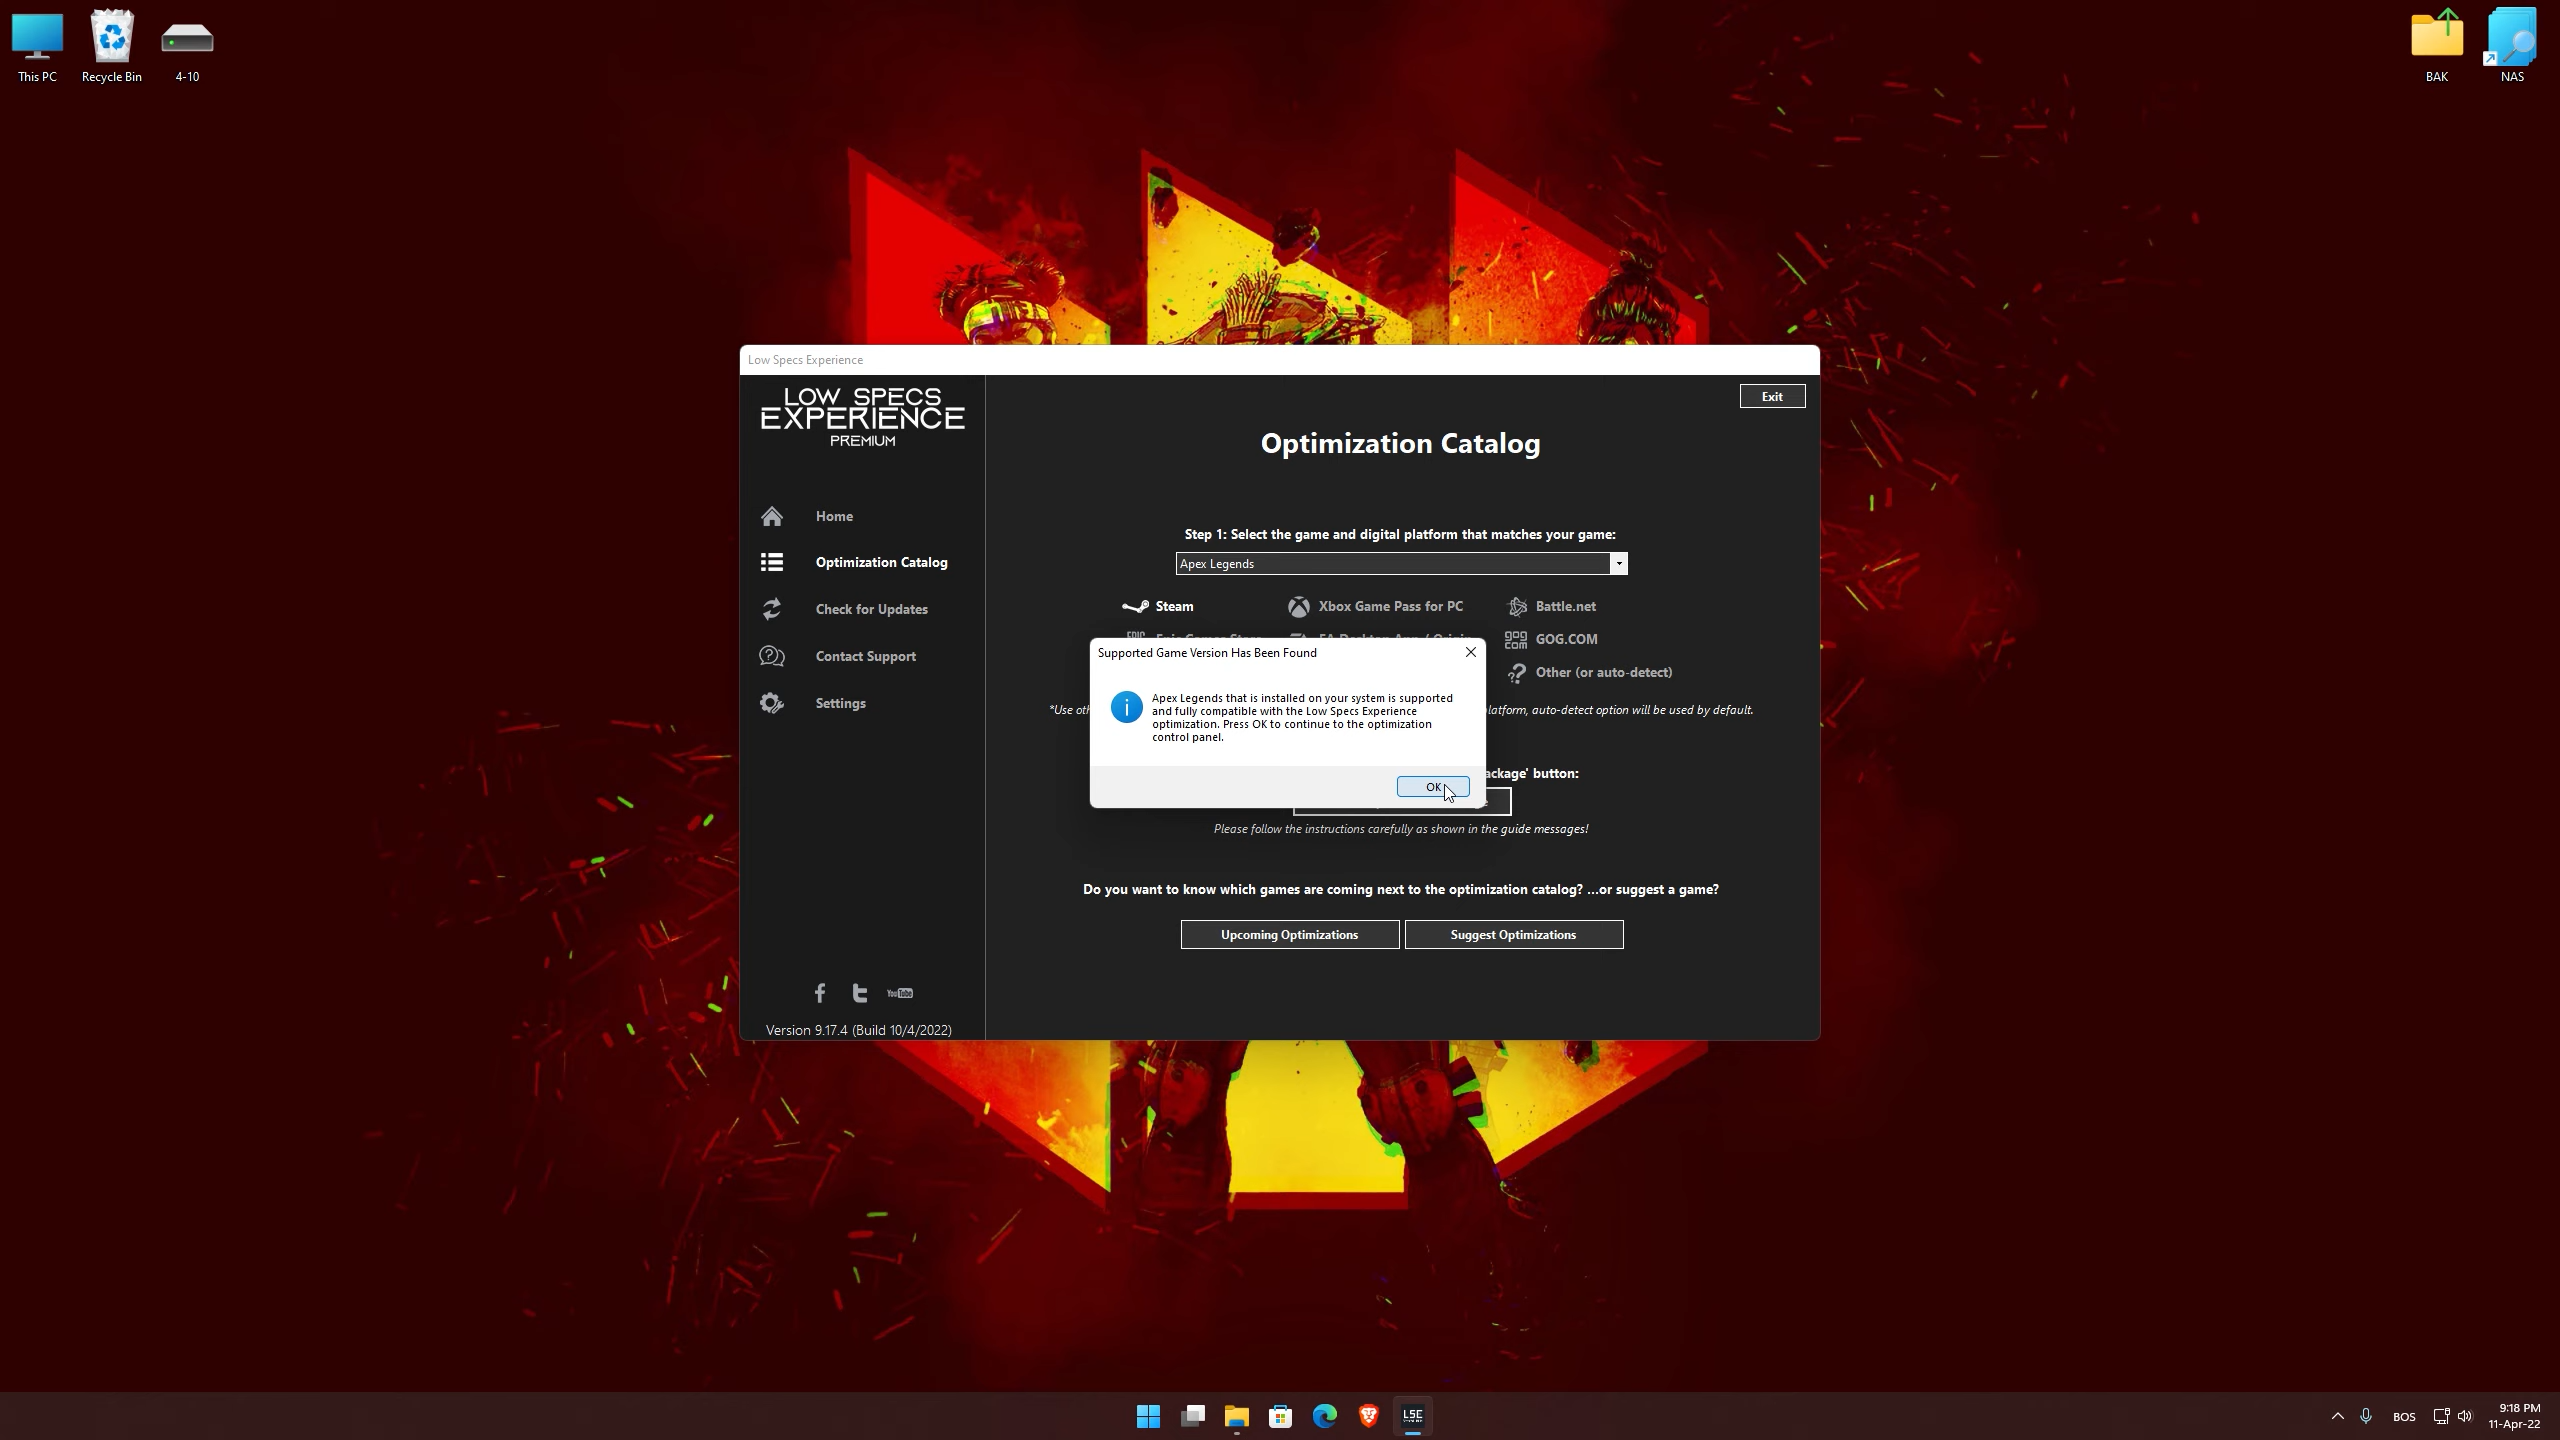 This PC
Recycle Bin
4-10
BAK
NAS
Low Specs Experience
LOW SPECS
EXPERIENCE
PREMIUM
Exit
Optimization Catalog
Home
Optimization Catalog
Check for Updates
Contact Support
Settings
Step 1: Select the game and digital platform that matches your game:
Apex Legends
Steam
Xbox Game Pass for PC
Battle.net
GOG.COM
Other (or auto-detect)
*Use oth
latform, auto-detect option will be used by default.
Supported Game Version Has Been Found
Apex Legends that is installed on your system is supported
and fully compatible with the Low Specs Experience
optimization. Press OK to continue to the optimization
control panel.
OK
ackage' button:
Please follow the instructions carefully as shown in the guide messages!
Do you want to know which games are coming next to the optimization catalog? ...or suggest a game?
Upcoming Optimizations
Suggest Optimizations
You Tube
Version 9.17.4 (Build 10/4/2022)
LSE
BOS
9:18 PM
11-Apr-22